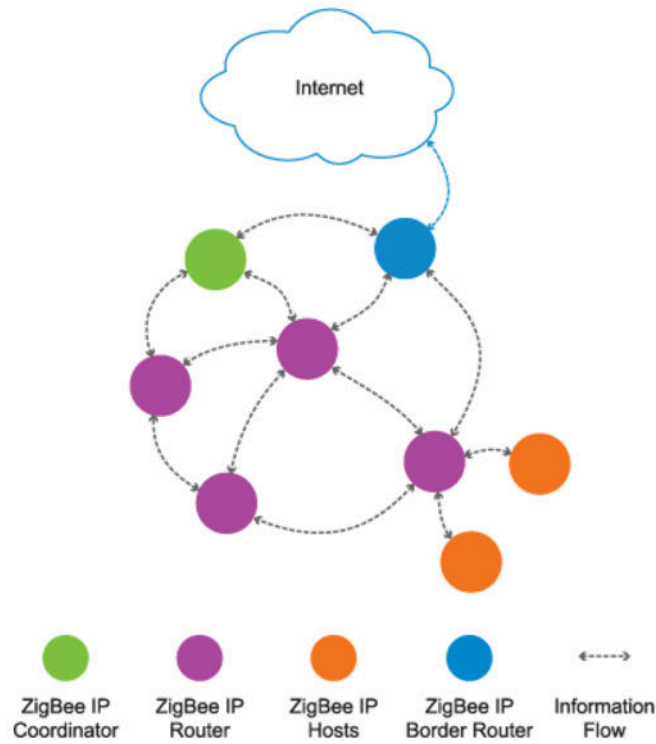 Internet
ZigBee IP
Coordinator
ZigBee IP
Router
ZigBee IP
Hosts
ZigBee IP
Border Router
Information
Flow